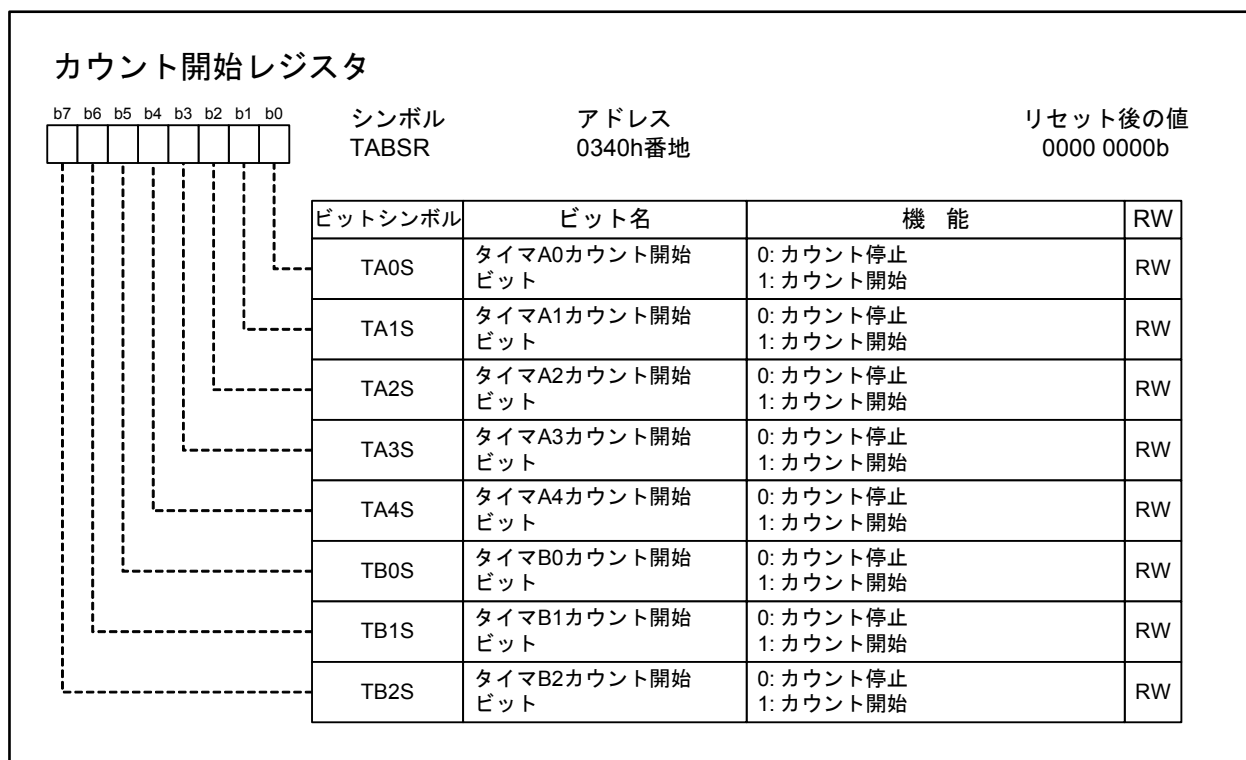 カウント開始レジスタ
b7 b6 b5 b4 b3 b2 b1 b0
シンボル アドレス リセット後の値
TABSR 0340h番地 0000 0000b
ビットシンボル ビット名 機 能 RW
TA0S タイマA0カウント開始ビット 0: カウント停止 RW
1: カウント開始
TA1S タイマA1カウント開始ビット 0: カウント停止 RW
1: カウント開始
TA2S タイマA2カウント開始ビット 0: カウント停止 RW
1: カウント開始
TA3S タイマA3カウント開始ビット 0: カウント停止 RW
1: カウント開始
TA4S タイマA4カウント開始ビット 0: カウント停止 RW
1: カウント開始
TB0S タイマB0カウント開始ビット 0: カウント停止 RW
1: カウント開始
TB1S タイマB1カウント開始ビット 0: カウント停止 RW
1: カウント開始
TB2S タイマB2カウント開始ビット 0: カウント停止 RW
1: カウント開始